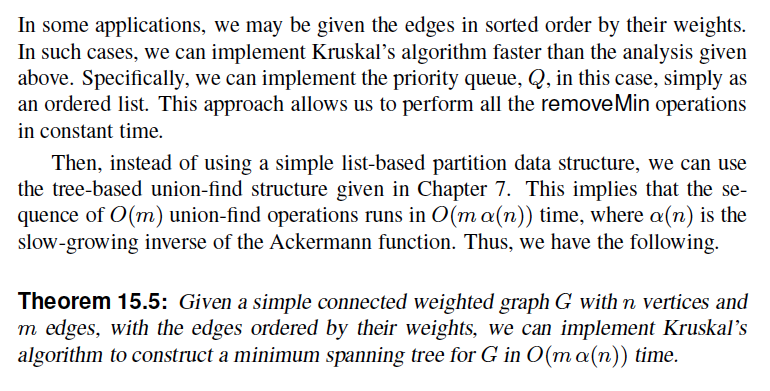 In some applications, we may be given the edges in sorted order by their weights.
In such cases, we can implement Kruskal's algorithm faster than the analysis given
above. Specifically, we can implement the priority queue, Q, in this case, simply as
an ordered list. This approach allows us to perform all the removeMin operations
in constant time.
Then, instead of using a simple list-based partition data structure, we can use
the tree-based union-find structure given in Chapter 7. This implies that the se-
quence of O(m) union-find operations runs in O(m α(n)) time, where α(n) is the
slow-growing inverse of the Ackermann function. Thus, we have the following.
Theorem 15.5: Given a simple connected weighted graph G with n vertices and
m edges, with the edges ordered by their weights, we can implement Kruskal's
algorithm to construct a minimum spanning tree for G in O(m α(n)) time.